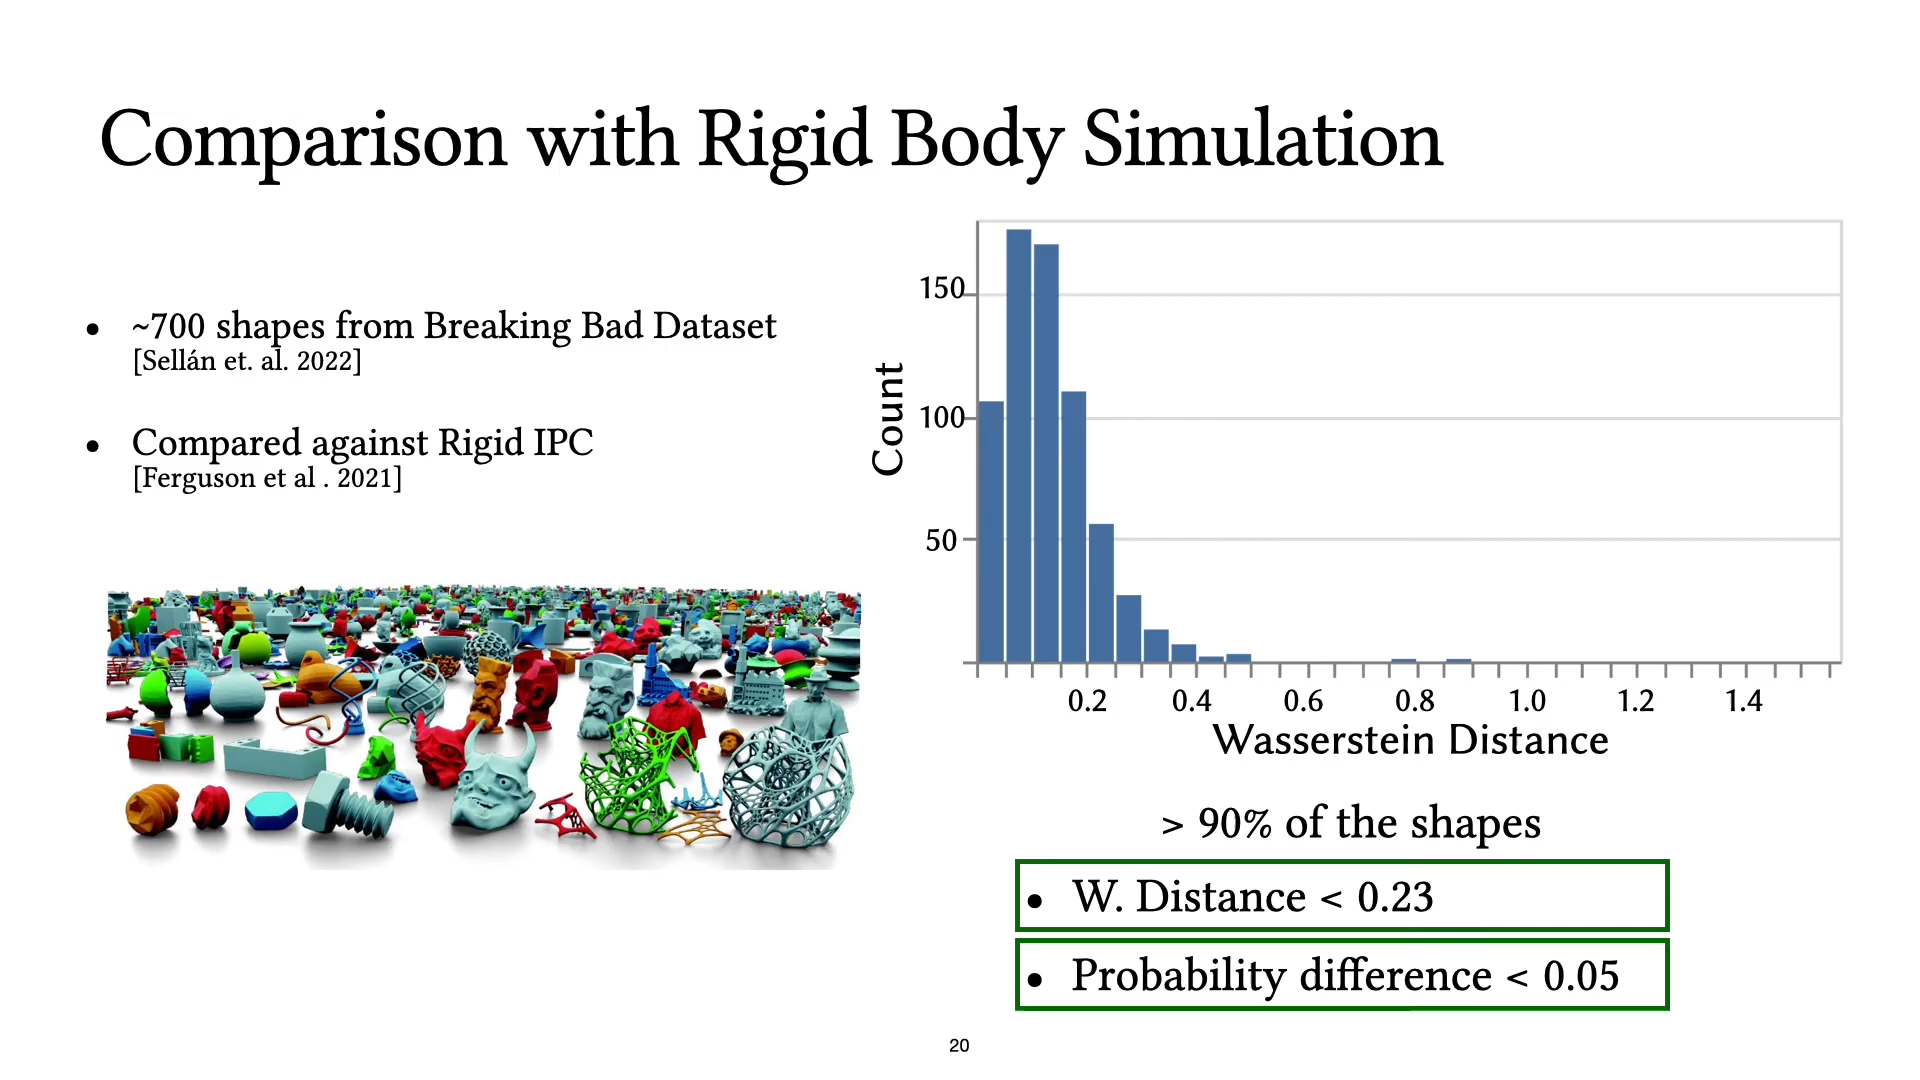 Comparison with Rigid Body Simulation
• ~700 shapes from Breaking Bad Dataset
[Sellán et. al. 2022]
• Compared against Rigid IPC
[Ferguson et al . 2021]
150
100
50
Count
0.2 0.4 0.6 0.8 1.0 1.2 1.4
Wasserstein Distance
> 90% of the shapes
• W. Distance < 0.23
• Probability difference < 0.05
20